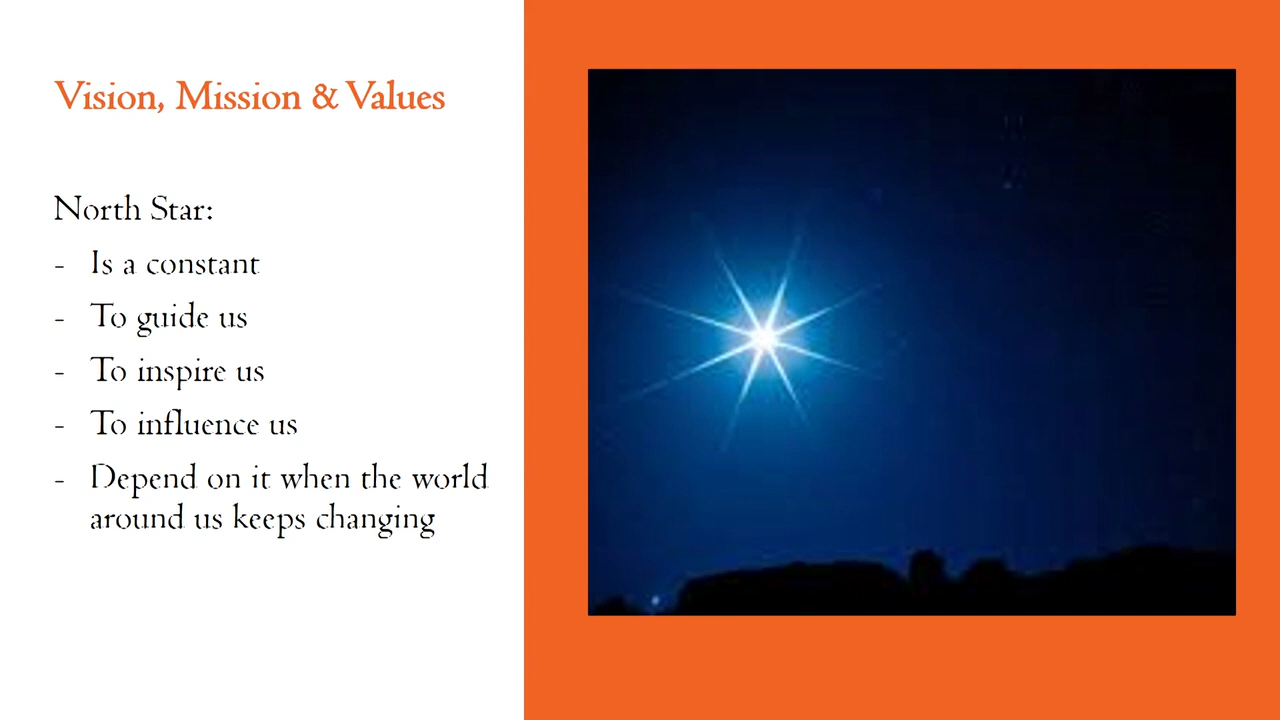 Vision, Mission & Values
North Star:
- Is a constant
- To guide us
- To inspire us
- To influence us
- Depend on it when the world
around us keeps changing